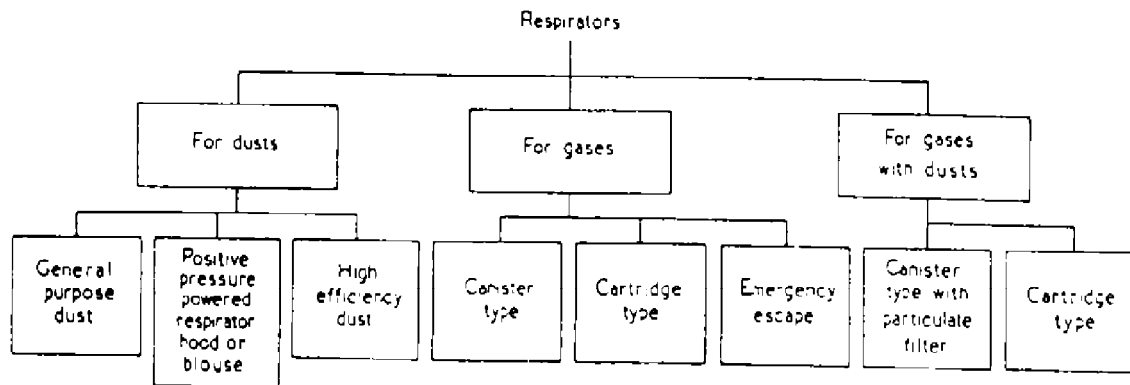 Respirators
For dusts
For gases
For gases
with dusts
General
purpose
dust
Positive
pressure
powered
respirator
hood or
blouse
High
efficiency
dust
Canister
type
Cartridge
type
Emergency
escape
Canister
type with
particulate
filter
Cartridge
type